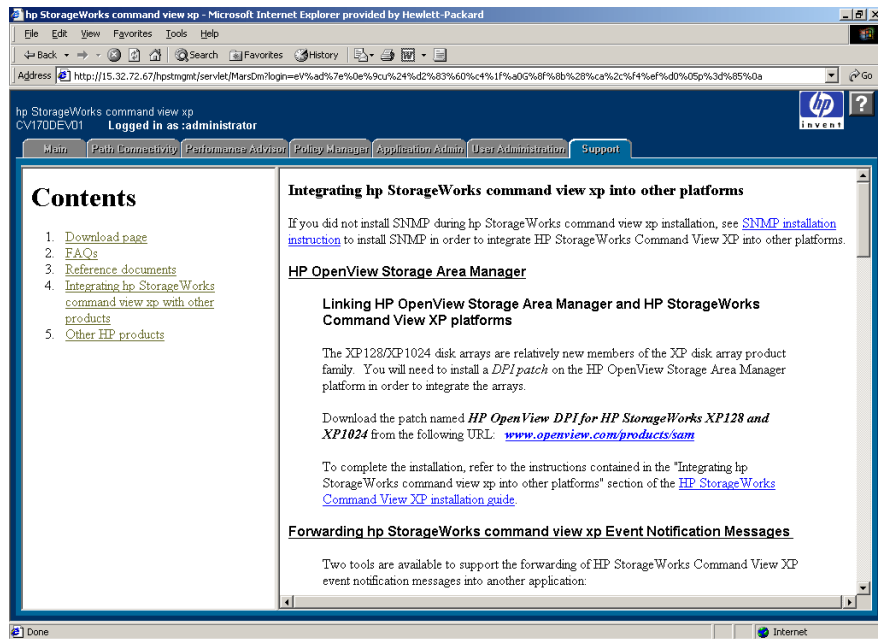 hp StorageWorks command view xp - Microsoft Internet Explorer provided by Hewlett-Packard
File Edit View Favorites Tools Help
Back Search Favorites History
Address http://15.32.72.67/hpstmgmt/servlet/MarsDm?login=eV%ad%7e%0e%9cu%24%d2%83%60%c4%1f%a0G%8f%8b%28%ca%2c%f4%ef%d0%05p%3d%85%0a Go
hp StorageWorks command view xp
CV170DEV01 Logged in as :administrator
hp
invent
?
Main Path Connectivity Performance Advisor Policy Manager Application Admin User Administration Support
Contents
1. Download page
2. FAQs
3. Reference documents
4. Integrating hp StorageWorks
command view xp with other
products
5. Other HP products
Integrating hp StorageWorks command view xp into other platforms
If you did not install SNMP during hp StorageWorks command view xp installation, see SNMP installation
instruction to install SNMP in order to integrate HP StorageWorks Command View XP into other platforms.
HP OpenView Storage Area Manager
Linking HP OpenView Storage Area Manager and HP StorageWorks
Command View XP platforms
The XP128/XP1024 disk arrays are relatively new members of the XP disk array product
family. You will need to install a DPI patch on the HP OpenView Storage Area Manager
platform in order to integrate the arrays.
Download the patch named HP OpenView DPI for HP StorageWorks XP128 and
XP1024 from the following URL: www.openview.com/products/sam
To complete the installation, refer to the instructions contained in the "Integrating hp
StorageWorks command view xp into other platforms" section of the HP StorageWorks
Command View XP installation guide.
Forwarding hp StorageWorks command view xp Event Notification Messages
Two tools are available to support the forwarding of HP StorageWorks Command View XP
event notification messages into another application:
Done Internet